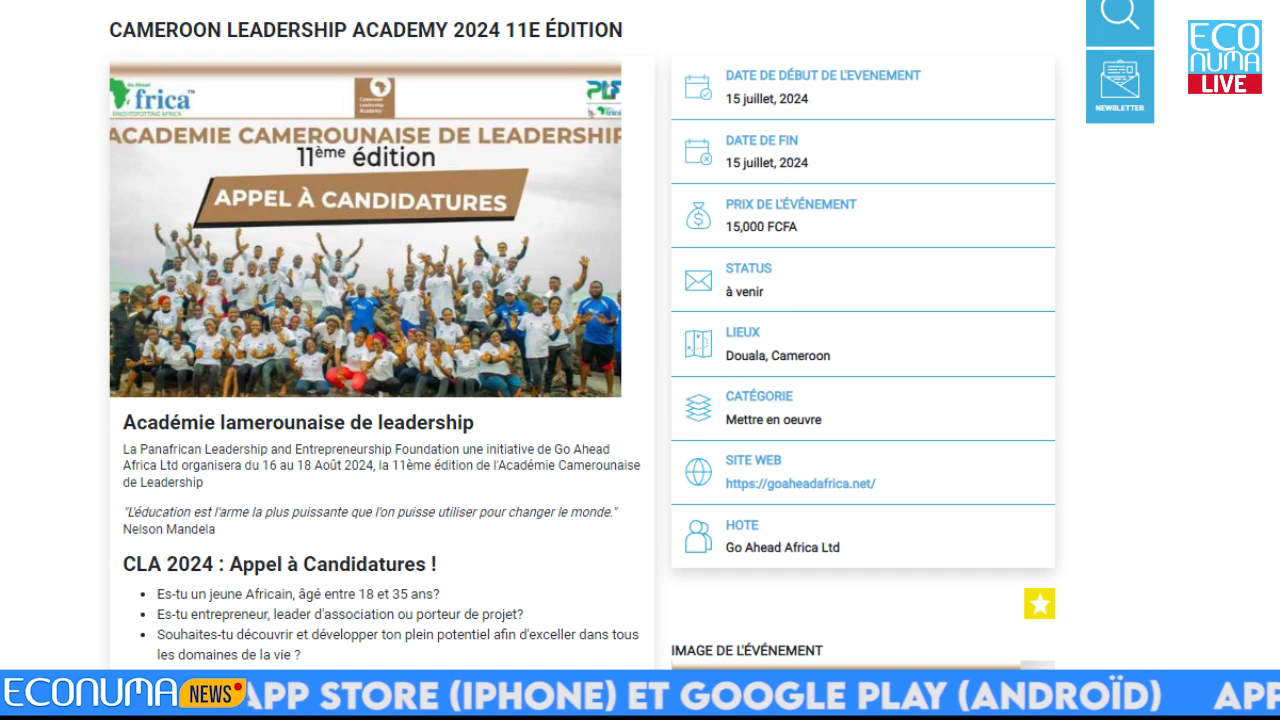 CAMEROON LEADERSHIP ACADEMY 2024 11E ÉDITION
Go Ahead
frica™
BRIGHTSPOTTING AFRICA
Cameroon
Leadership
Academy
ACADEMIE CAMEROUNAISE DE LEADERSHIP
11ème édition
APPEL À CANDIDATURES
Académie lamerounaise de leadership
La Panafrican Leadership and Entrepreneurship Foundation une initiative de Go Ahead
Africa Ltd organisera du 16 au 18 Août 2024, la 11ème édition de l'Académie Camerounaise
de Leadership
"L'éducation est l'arme la plus puissante que l'on puisse utiliser pour changer le monde."
Nelson Mandela
CLA 2024 : Appel à Candidatures !
Es-tu un jeune Africain, âgé entre 18 et 35 ans?
Es-tu entrepreneur, leader d'association ou porteur de projet?
Souhaites-tu découvrir et développer ton plein potentiel afin d'exceller dans tous
les domaines de la vie ?
DATE DE DÉBUT DE L'EVENEMENT
15 juillet, 2024
DATE DE FIN
15 juillet, 2024
PRIX DE L'ÉVÉNEMENT
15,000 FCFA
STATUS
à venir
LIEUX
Douala, Cameroon
CATÉGORIE
Mettre en oeuvre
SITE WEB
https://goaheadafrica.net/
HOTE
Go Ahead Africa Ltd
IMAGE DE L'ÉVÉNEMENT
NEWSLETTER
ECO
NUMA
LIVE
ECONUMA NEWS APP STORE (IPHONE) ET GOOGLE PLAY (ANDROÏD) APP